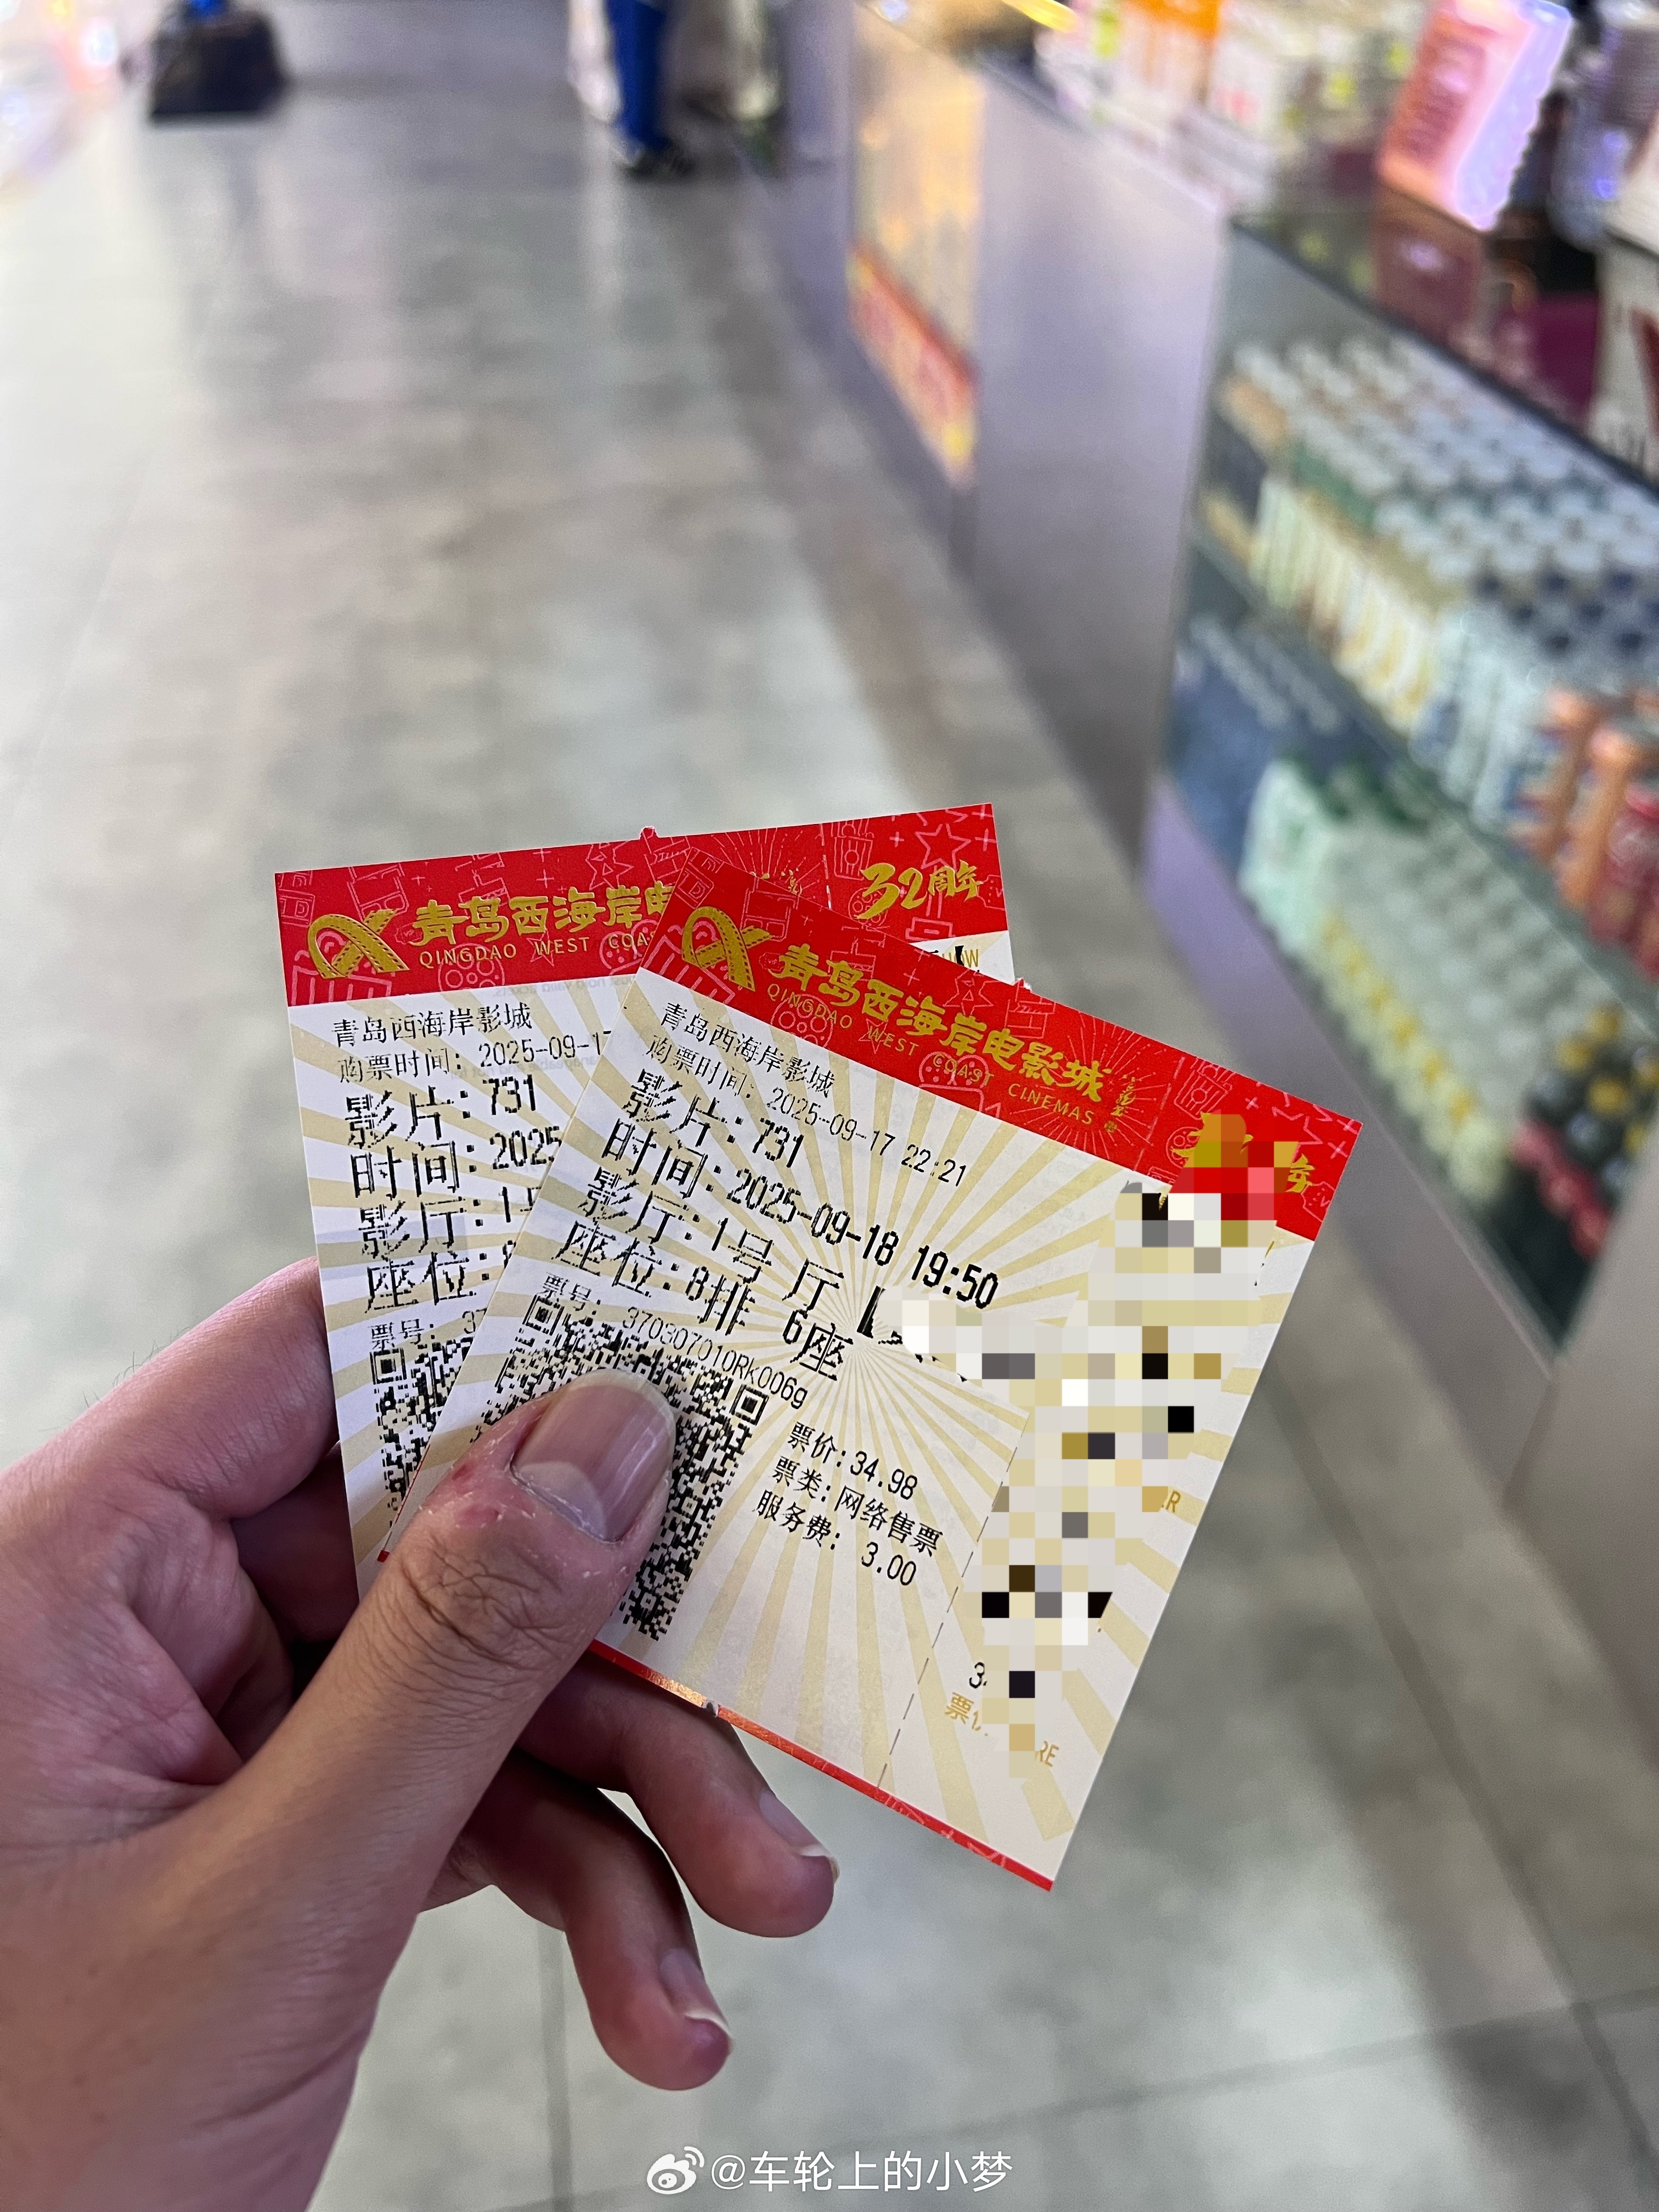 青岛西海岸电
QINGDAO WEST COA
32周年
青岛西海岸影城
购票时间: 2025-09-17
影片:731
时间:2025
影厅:1
座位:8
票号: 37
青岛西海岸电影城
QINGDAO WEST COAST CINEMAS
青岛西海岸影城
购票时间: 2025-09-17 22:21
影片:731
时间:2025-09-18 19:50
影厅:1号 厅
座位:8排 6座
票号: 370307010Rk006g
票价:34.98
票类:网络售票
服务费: 3.00
@车轮上的小梦